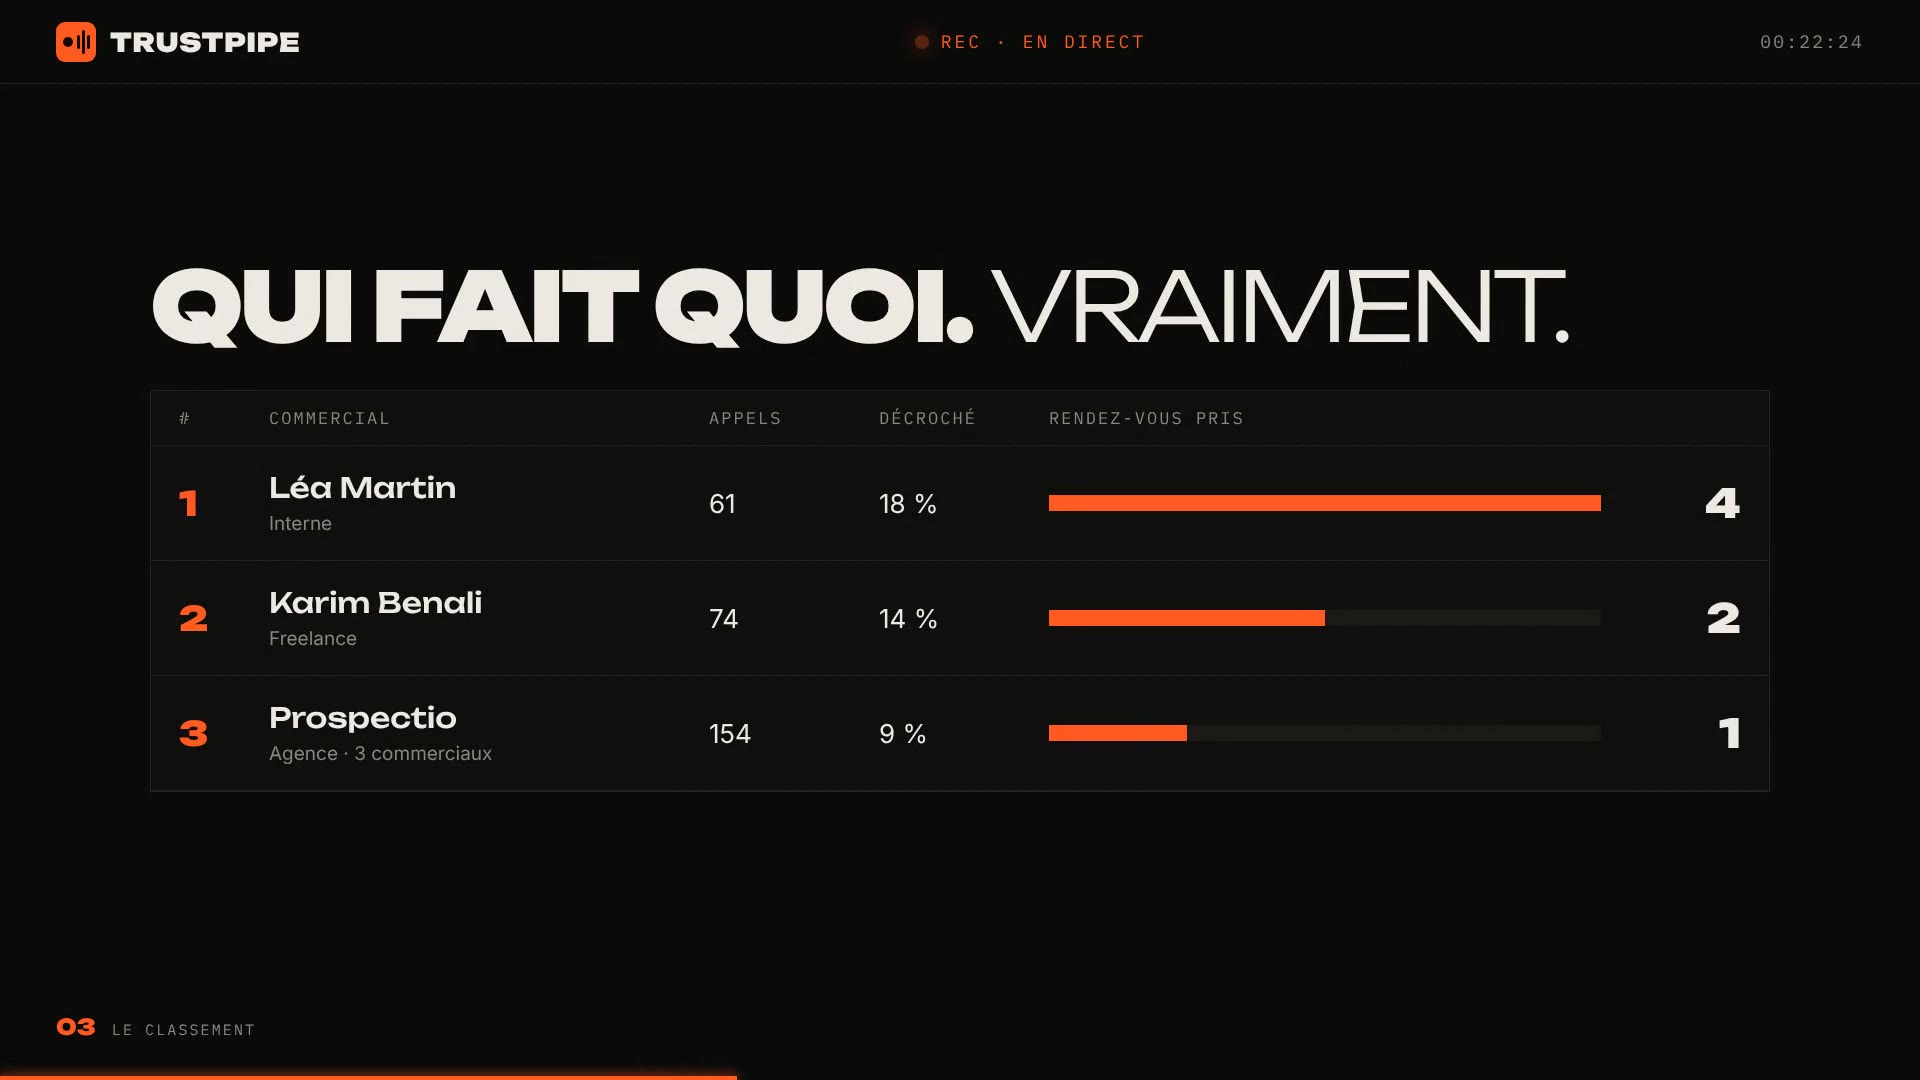 TRUSTPIPE
REC · EN DIRECT
00:22:24
QUI FAIT QUOI. VRAIMENT.
# COMMERCIAL APPELS DÉCROCHÉ RENDEZ-VOUS PRIS
1 Léa Martin 61 18 % 4
Interne
2 Karim Benali 74 14 % 2
Freelance
3 Prospectio 154 9 % 1
Agence · 3 commerciaux
03 LE CLASSEMENT